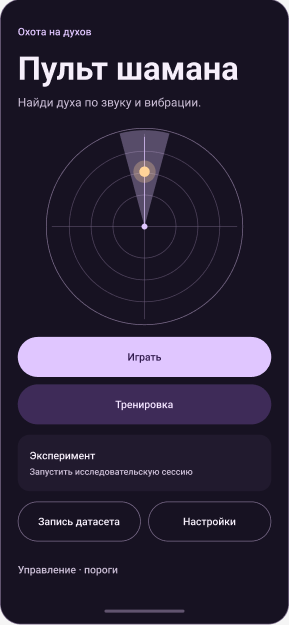 Охота на духов
Пульт шамана
Найди духа по звуку и вибрации.
Играть
Тренировка
Эксперимент
Запустить исследовательскую сессию
Запись датасета
Настройки
Управление · пороги